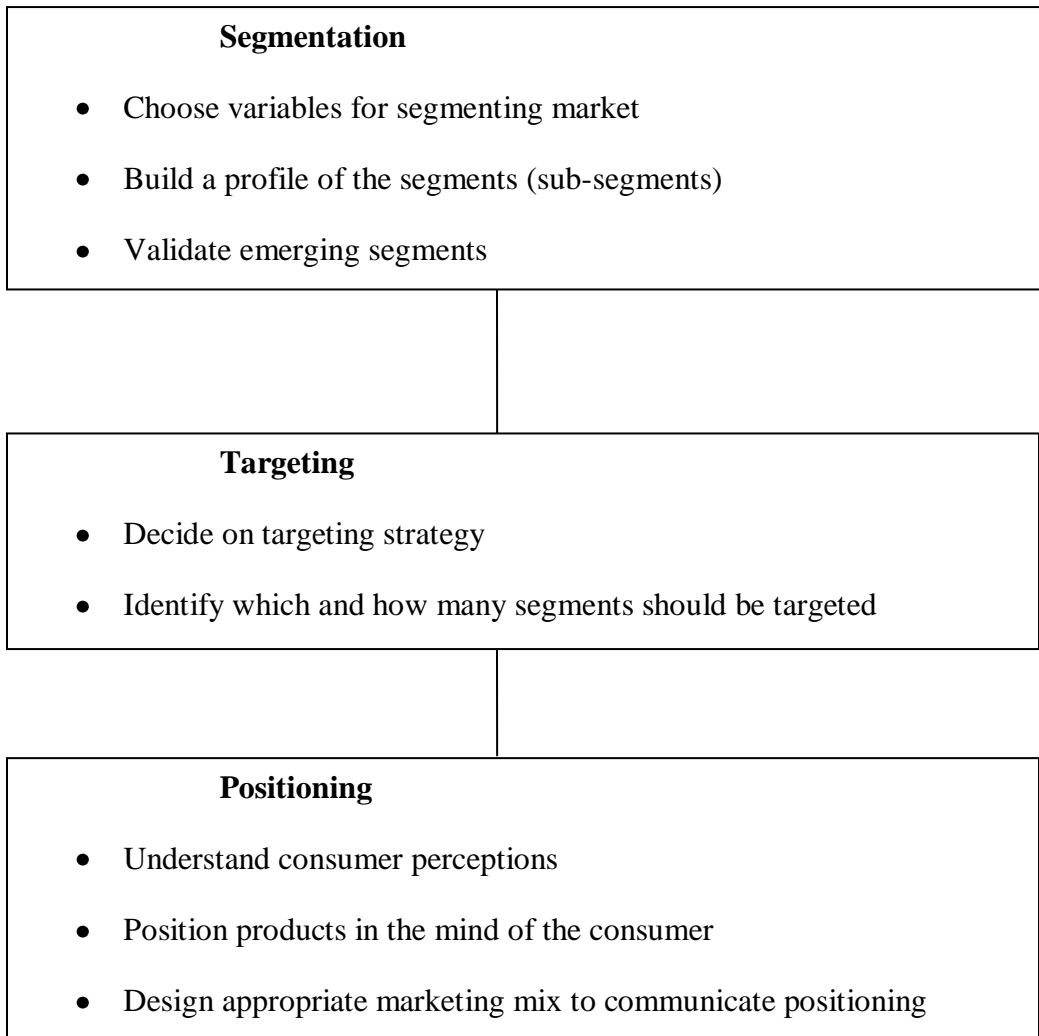 Segmentation
• Choose variables for segmenting market
• Build a profile of the segments (sub-segments)
• Validate emerging segments
Targeting
• Decide on targeting strategy
• Identify which and how many segments should be targeted
Positioning
• Understand consumer perceptions
• Position products in the mind of the consumer
• Design appropriate marketing mix to communicate positioning